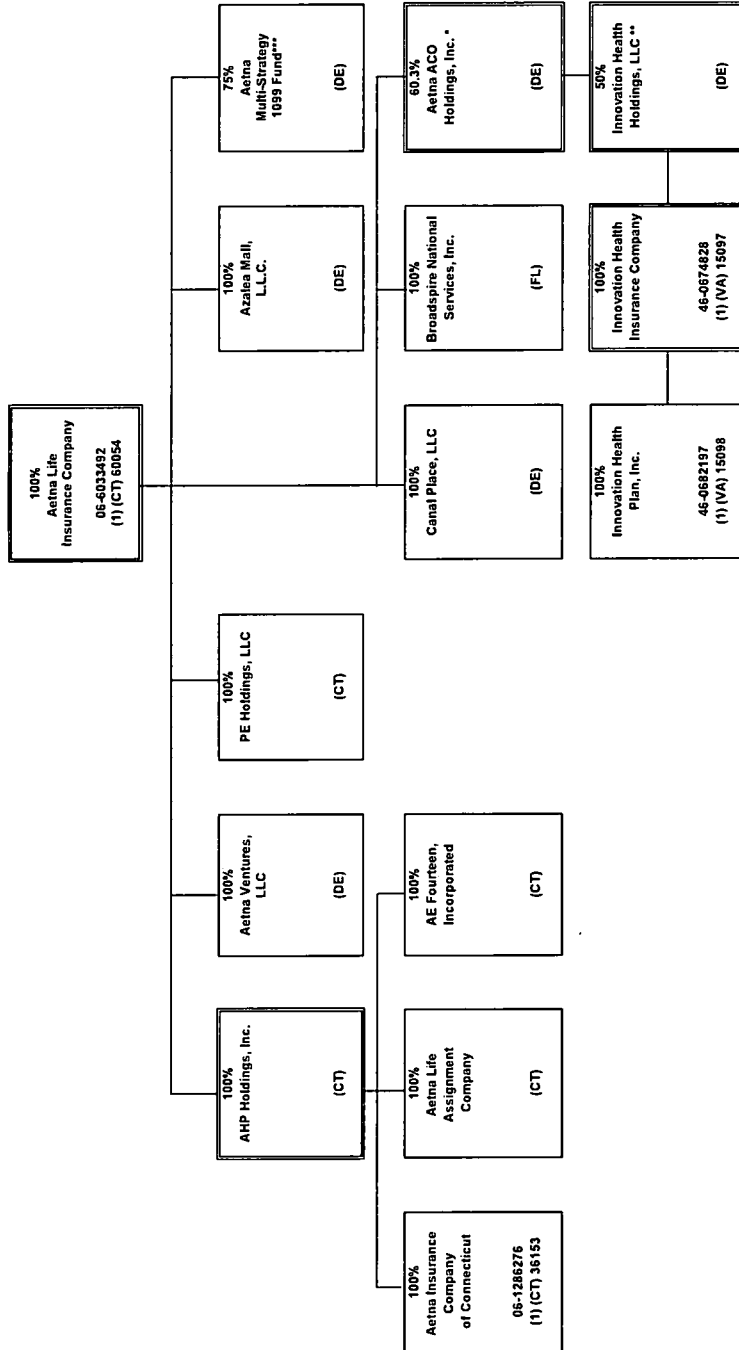 100%
Aetna Life
Insurance Company
06-6033492
(1) (CT) 60054
100%
AHP Holdings, Inc.
(CT)
100%
Aetna Ventures,
LLC
(DE)
100%
PE Holdings, LLC
(CT)
100%
Azalea Mall,
L.L.C.
(DE)
75%
Aetna
Multi-Strategy
1099 Fund***
(DE)
100%
Aetna Insurance
Company
of Connecticut
06-1286276
(1) (CT) 36153
100%
Aetna Life
Assignment
Company
(CT)
100%
AE Fourteen,
Incorporated
(CT)
100%
Canal Place, LLC
(DE)
100%
Broadspire National
Services, Inc.
(FL)
60.3%
Aetna ACO
Holdings, Inc. *
(DE)
100%
Innovation Health
Plan, Inc.
46-0682197
(1) (VA) 15098
100%
Innovation Health
Insurance Company
46-0674828
(1) (VA) 15097
50%
Innovation Health
Holdings, LLC **
(DE)